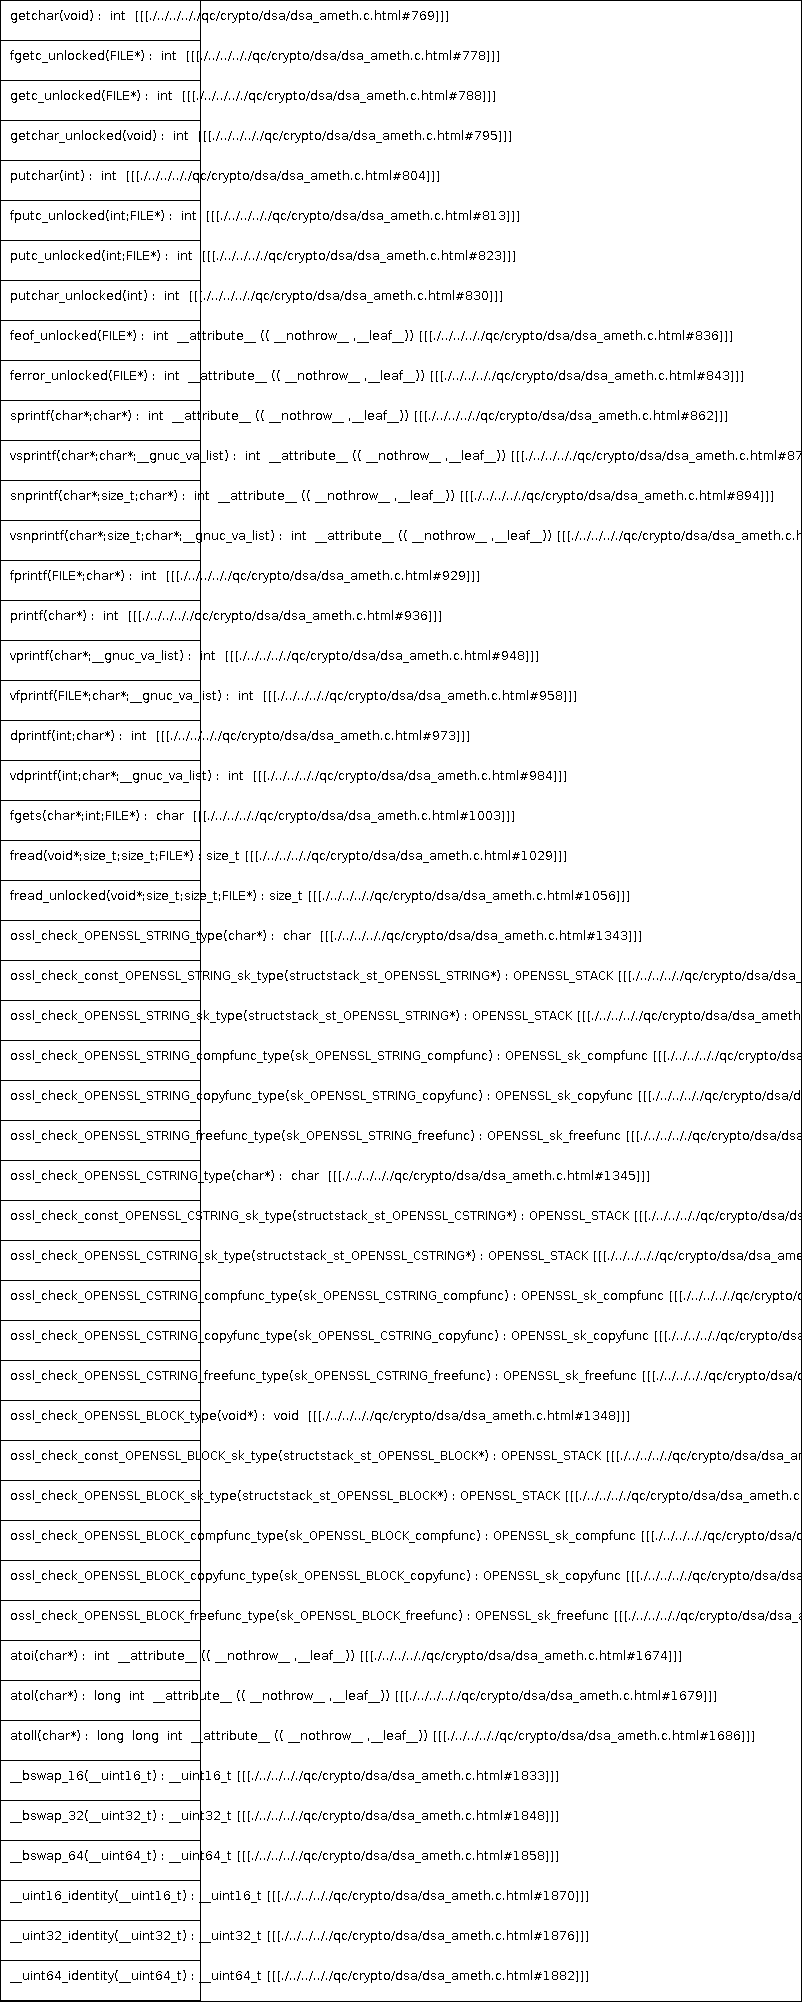 getchar(void) :  int  [[[./../../../../qc/crypto/dsa/dsa_ameth.c.html#769]]]
fgetc_unlocked(FILE*) :  int  [[[./../../../../qc/crypto/dsa/dsa_ameth.c.html#778]]]
getc_unlocked(FILE*) :  int  [[[./../../../../qc/crypto/dsa/dsa_ameth.c.html#788]]]
getchar_unlocked(void) :  int  [[[./../../../../qc/crypto/dsa/dsa_ameth.c.html#795]]]
putchar(int) :  int  [[[./../../../../qc/crypto/dsa/dsa_ameth.c.html#804]]]
fputc_unlocked(int;FILE*) :  int  [[[./../../../../qc/crypto/dsa/dsa_ameth.c.html#813]]]
putc_unlocked(int;FILE*) :  int  [[[./../../../../qc/crypto/dsa/dsa_ameth.c.html#823]]]
putchar_unlocked(int) :  int  [[[./../../../../qc/crypto/dsa/dsa_ameth.c.html#830]]]
feof_unlocked(FILE*) :  int  __attribute__ (( __nothrow__ ,__leaf__)) [[[./../../../../qc/crypto/dsa/dsa_ameth.c.html#836]]]
ferror_unlocked(FILE*) :  int  __attribute__ (( __nothrow__ ,__leaf__)) [[[./../../../../qc/crypto/dsa/dsa_ameth.c.html#843]]]
sprintf(char*;char*) :  int  __attribute__ (( __nothrow__ ,__leaf__)) [[[./../../../../qc/crypto/dsa/dsa_ameth.c.html#862]]]
vsprintf(char*;char*;__gnuc_va_list) :  int  __attribute__ (( __nothrow__ ,__leaf__)) [[[./../../../../qc/crypto/dsa/dsa_ameth.c.html#87
snprintf(char*;size_t;char*) :  int  __attribute__ (( __nothrow__ ,__leaf__)) [[[./../../../../qc/crypto/dsa/dsa_ameth.c.html#894]]]
vsnprintf(char*;size_t;char*;__gnuc_va_list) :  int  __attribute__ (( __nothrow__ ,__leaf__)) [[[./../../../../qc/crypto/dsa/dsa_ameth.c.h
fprintf(FILE*;char*) :  int  [[[./../../../../qc/crypto/dsa/dsa_ameth.c.html#929]]]
printf(char*) :  int  [[[./../../../../qc/crypto/dsa/dsa_ameth.c.html#936]]]
vprintf(char*;__gnuc_va_list) :  int  [[[./../../../../qc/crypto/dsa/dsa_ameth.c.html#948]]]
vfprintf(FILE*;char*;__gnuc_va_list) :  int  [[[./../../../../qc/crypto/dsa/dsa_ameth.c.html#958]]]
dprintf(int;char*) :  int  [[[./../../../../qc/crypto/dsa/dsa_ameth.c.html#973]]]
vdprintf(int;char*;__gnuc_va_list) :  int  [[[./../../../../qc/crypto/dsa/dsa_ameth.c.html#984]]]
fgets(char*;int;FILE*) :  char  [[[./../../../../qc/crypto/dsa/dsa_ameth.c.html#1003]]]
fread(void*;size_t;size_t;FILE*) : size_t [[[./../../../../qc/crypto/dsa/dsa_ameth.c.html#1029]]]
fread_unlocked(void*;size_t;size_t;FILE*) : size_t [[[./../../../../qc/crypto/dsa/dsa_ameth.c.html#1056]]]
ossl_check_OPENSSL_STRING_type(char*) :  char  [[[./../../../../qc/crypto/dsa/dsa_ameth.c.html#1343]]]
ossl_check_const_OPENSSL_STRING_sk_type(structstack_st_OPENSSL_STRING*) : OPENSSL_STACK [[[./../../../../qc/crypto/dsa/dsa_
ossl_check_OPENSSL_STRING_sk_type(structstack_st_OPENSSL_STRING*) : OPENSSL_STACK [[[./../../../../qc/crypto/dsa/dsa_ameth
ossl_check_OPENSSL_STRING_compfunc_type(sk_OPENSSL_STRING_compfunc) : OPENSSL_sk_compfunc [[[./../../../../qc/crypto/dsa
ossl_check_OPENSSL_STRING_copyfunc_type(sk_OPENSSL_STRING_copyfunc) : OPENSSL_sk_copyfunc [[[./../../../../qc/crypto/dsa/d
ossl_check_OPENSSL_STRING_freefunc_type(sk_OPENSSL_STRING_freefunc) : OPENSSL_sk_freefunc [[[./../../../../qc/crypto/dsa/dsa
ossl_check_OPENSSL_CSTRING_type(char*) :  char  [[[./../../../../qc/crypto/dsa/dsa_ameth.c.html#1345]]]
ossl_check_const_OPENSSL_CSTRING_sk_type(structstack_st_OPENSSL_CSTRING*) : OPENSSL_STACK [[[./../../../../qc/crypto/dsa/ds
ossl_check_OPENSSL_CSTRING_sk_type(structstack_st_OPENSSL_CSTRING*) : OPENSSL_STACK [[[./../../../../qc/crypto/dsa/dsa_ame
ossl_check_OPENSSL_CSTRING_compfunc_type(sk_OPENSSL_CSTRING_compfunc) : OPENSSL_sk_compfunc [[[./../../../../qc/crypto/d
ossl_check_OPENSSL_CSTRING_copyfunc_type(sk_OPENSSL_CSTRING_copyfunc) : OPENSSL_sk_copyfunc [[[./../../../../qc/crypto/dsa
ossl_check_OPENSSL_CSTRING_freefunc_type(sk_OPENSSL_CSTRING_freefunc) : OPENSSL_sk_freefunc [[[./../../../../qc/crypto/dsa/d
ossl_check_OPENSSL_BLOCK_type(void*) :  void  [[[./../../../../qc/crypto/dsa/dsa_ameth.c.html#1348]]]
ossl_check_const_OPENSSL_BLOCK_sk_type(structstack_st_OPENSSL_BLOCK*) : OPENSSL_STACK [[[./../../../../qc/crypto/dsa/dsa_am
ossl_check_OPENSSL_BLOCK_sk_type(structstack_st_OPENSSL_BLOCK*) : OPENSSL_STACK [[[./../../../../qc/crypto/dsa/dsa_ameth.c
ossl_check_OPENSSL_BLOCK_compfunc_type(sk_OPENSSL_BLOCK_compfunc) : OPENSSL_sk_compfunc [[[./../../../../qc/crypto/dsa/d
ossl_check_OPENSSL_BLOCK_copyfunc_type(sk_OPENSSL_BLOCK_copyfunc) : OPENSSL_sk_copyfunc [[[./../../../../qc/crypto/dsa/dsa
ossl_check_OPENSSL_BLOCK_freefunc_type(sk_OPENSSL_BLOCK_freefunc) : OPENSSL_sk_freefunc [[[./../../../../qc/crypto/dsa/dsa_a
atoi(char*) :  int  __attribute__ (( __nothrow__ ,__leaf__)) [[[./../../../../qc/crypto/dsa/dsa_ameth.c.html#1674]]]
atol(char*) :  long  int  __attribute__ (( __nothrow__ ,__leaf__)) [[[./../../../../qc/crypto/dsa/dsa_ameth.c.html#1679]]]
atoll(char*) :  long  long  int  __attribute__ (( __nothrow__ ,__leaf__)) [[[./../../../../qc/crypto/dsa/dsa_ameth.c.html#1686]]]
__bswap_16(__uint16_t) : __uint16_t [[[./../../../../qc/crypto/dsa/dsa_ameth.c.html#1833]]]
__bswap_32(__uint32_t) : __uint32_t [[[./../../../../qc/crypto/dsa/dsa_ameth.c.html#1848]]]
__bswap_64(__uint64_t) : __uint64_t [[[./../../../../qc/crypto/dsa/dsa_ameth.c.html#1858]]]
__uint16_identity(__uint16_t) : __uint16_t [[[./../../../../qc/crypto/dsa/dsa_ameth.c.html#1870]]]
__uint32_identity(__uint32_t) : __uint32_t [[[./../../../../qc/crypto/dsa/dsa_ameth.c.html#1876]]]
__uint64_identity(__uint64_t) : __uint64_t [[[./../../../../qc/crypto/dsa/dsa_ameth.c.html#1882]]]